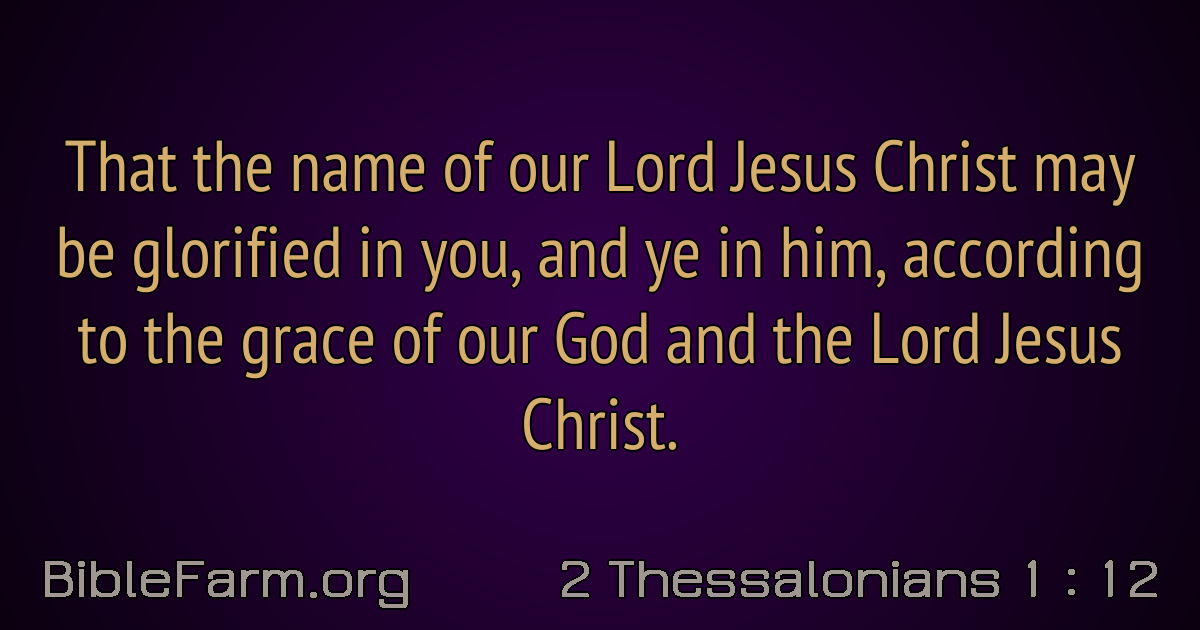 That the name of our Lord Jesus Christ may
be glorified in you, and ye in him, according
to the grace of our God and the Lord Jesus
Christ.
BibleFarm.org
2 Thessalonians 1 : 12